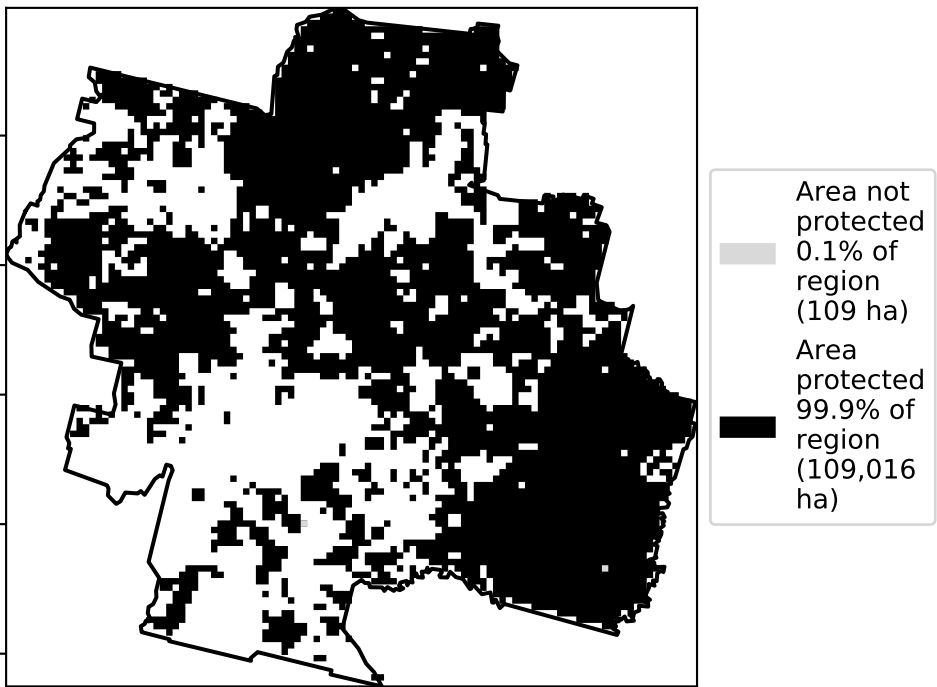 Area not
protected
0.1% of
region
(109 ha)
Area
protected
99.9% of
region
(109,016
ha)